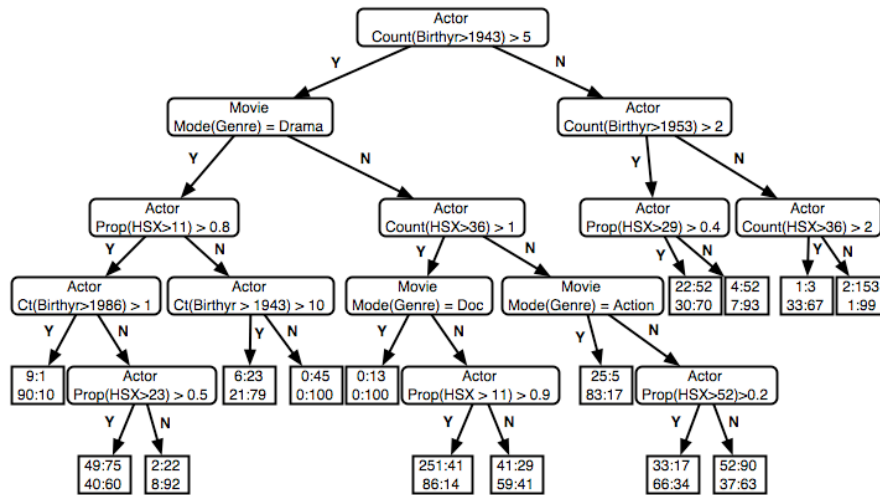 Actor
Count(Birthyr>1943) > 5
Y
N
Movie
Mode(Genre) = Drama
Actor
Count(Birthyr>1953) > 2
Y
N
Y
N
Actor
Prop(HSX>11) > 0.8
Actor
Count(HSX>36) > 1
Actor
Prop(HSX>29) > 0.4
Actor
Count(HSX>36) > 2
Y
N
Y
N
Y
N
Y
N
Actor
Ct(Birthyr>1986) > 1
Actor
Ct(Birthyr > 1943) > 10
Movie
Mode(Genre) = Doc
Movie
Mode(Genre) = Action
22:52
30:70
4:52
7:93
1:3
33:67
2:153
1:99
Y
N
Y
N
Y
N
Y
N
9:1
90:10
Actor
Prop(HSX>23) > 0.5
6:23
21:79
0:45
0:100
0:13
0:100
Actor
Prop(HSX > 11) > 0.9
25:5
83:17
Actor
Prop(HSX>52)>0.2
Y
N
Y
N
Y
N
49:75
40:60
2:22
8:92
251:41
86:14
41:29
59:41
33:17
66:34
52:90
37:63